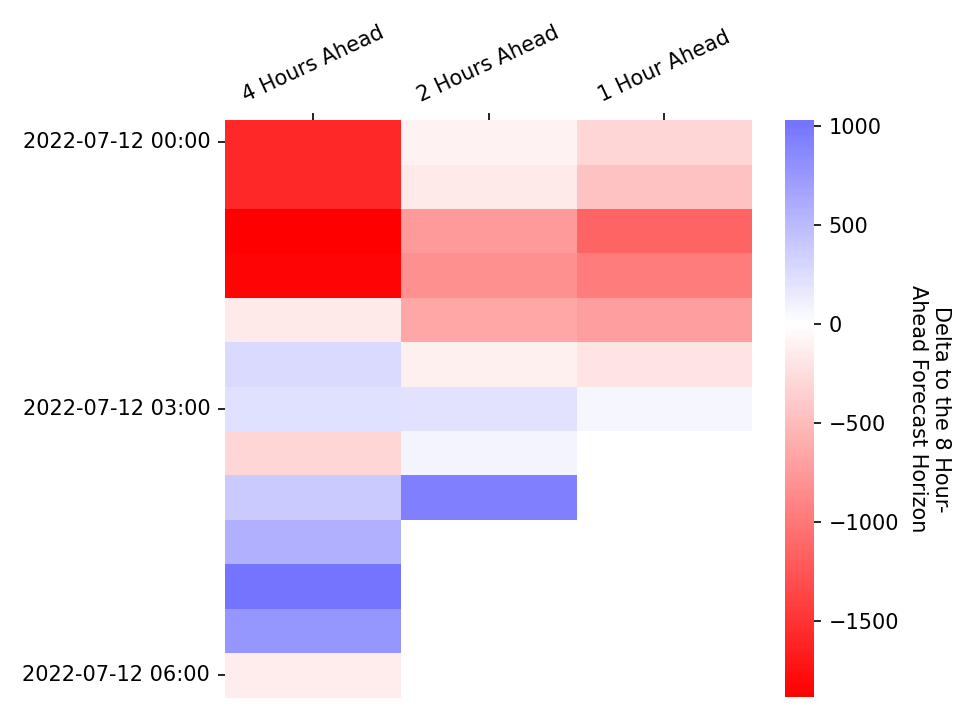 4 Hours Ahead
2 Hours Ahead
1 Hour Ahead
2022-07-12 00:00
2022-07-12 03:00
2022-07-12 06:00
1000
500
0
−500
−1000
−1500
Delta to the 8 Hour-
Ahead Forecast Horizon